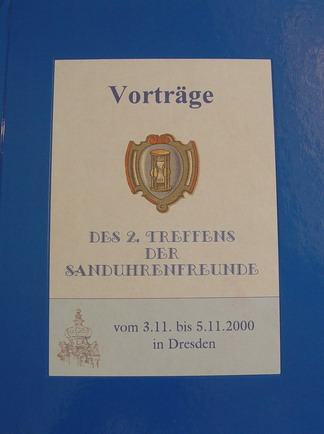 Vorträge
DES 2. TREFFENS
DER
SANDUHRENFREUNDE
vom 3.11. bis 5.11.2000
in Dresden